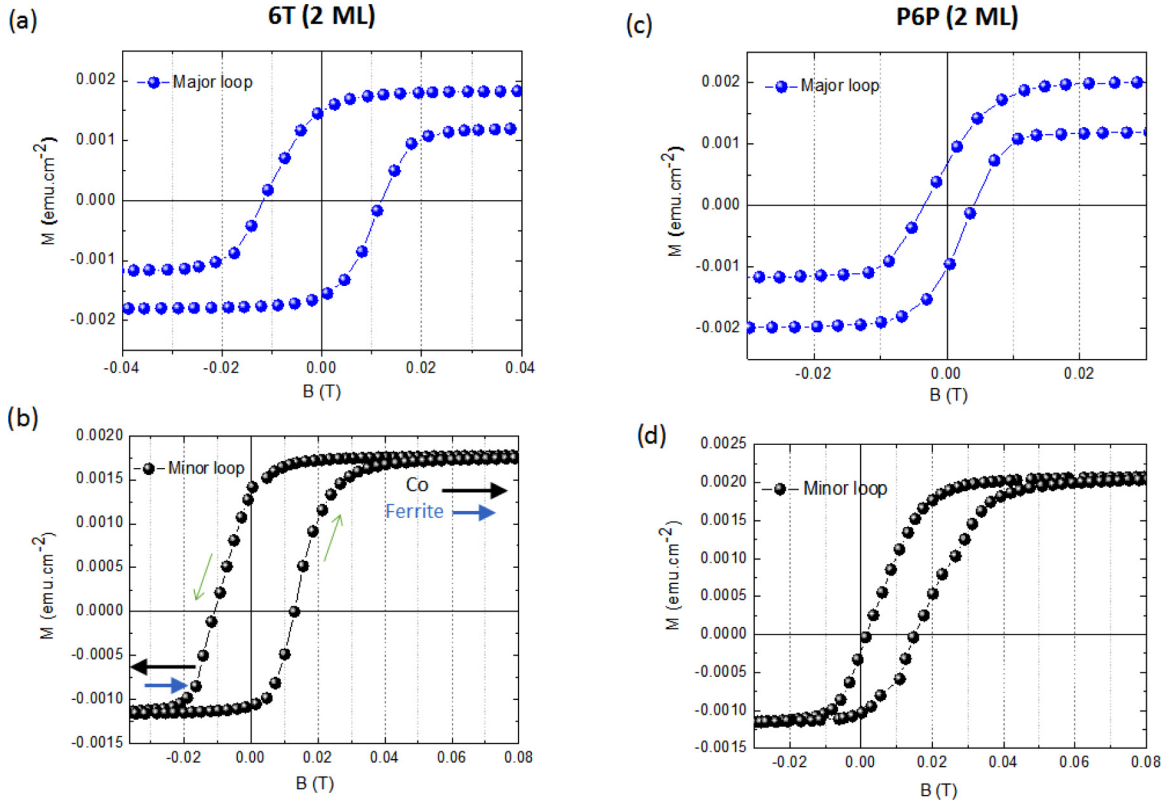 6T (2 ML)
P6P (2 ML)
(a)
Major loop
0.002
0.001
0.000
-0.001
-0.002
M (emu.cm-2)
-0.04 -0.02 0.00 0.02 0.04
B (T)
(c)
Major loop
0.002
0.001
0.000
-0.001
-0.002
M (emu.cm-2)
-0.02 0.00 0.02
B (T)
(b)
Minor loop
Co
Ferrite
0.0020
0.0015
0.0010
0.0005
0.0000
-0.0005
-0.0010
-0.0015
M (emu.cm-2)
-0.02 0.00 0.02 0.04 0.06 0.08
B (T)
(d)
Minor loop
0.0025
0.0020
0.0015
0.0010
0.0005
0.0000
-0.0005
-0.0010
-0.0015
M (emu.cm-2)
-0.02 0.00 0.02 0.04 0.06 0.08
B (T)